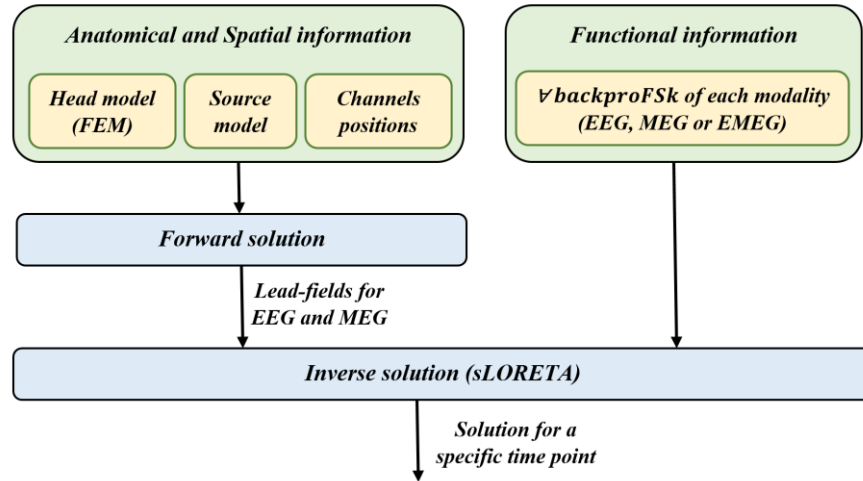 Anatomical and Spatial information
Head model
(FEM)
Source
model
Channels
positions
Functional information
∀ backproFSk of each modality
(EEG, MEG or EMEG)
Forward solution
Lead-fields for
EEG and MEG
Inverse solution (sLORETA)
Solution for a
specific time point